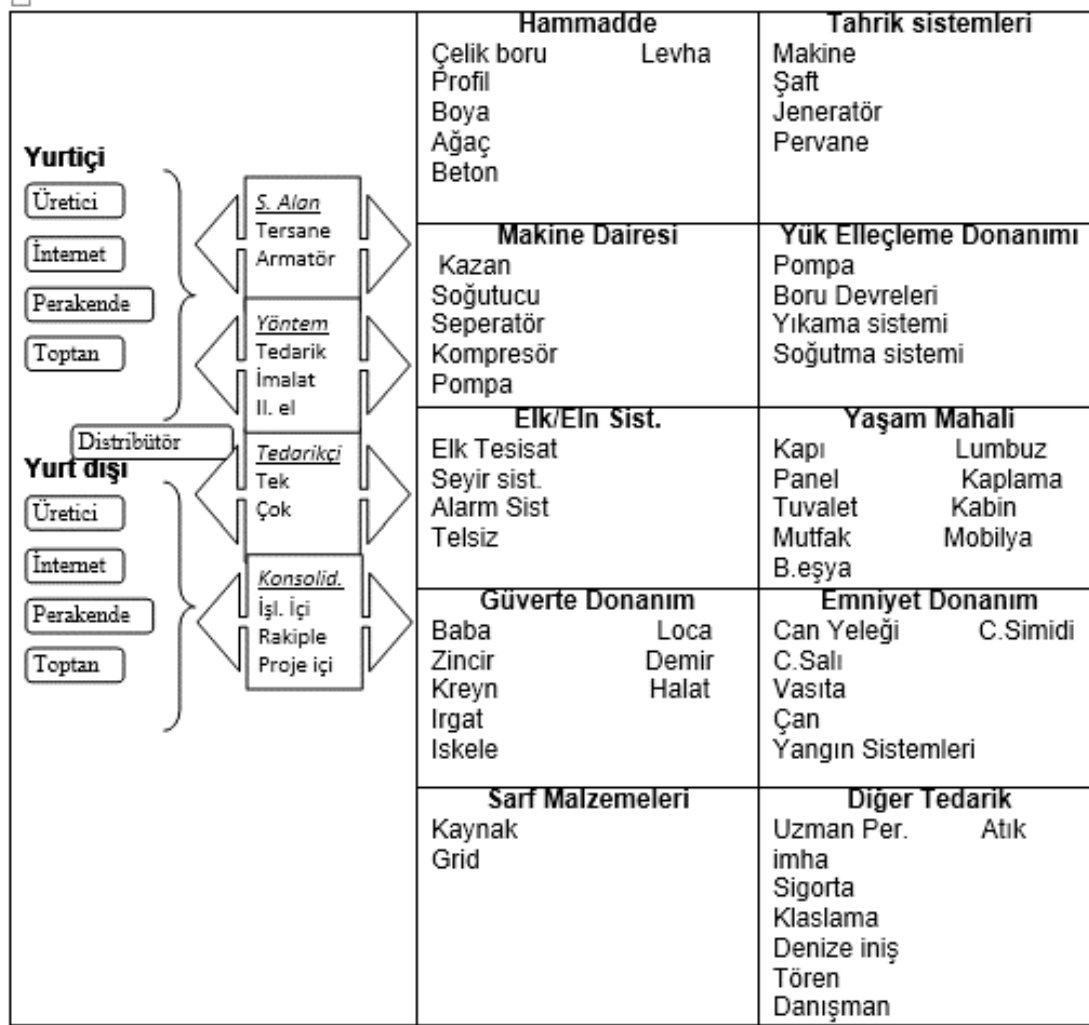 Yurtiçi
Üretici
İnternet
Perakende
Toptan
Distribütör
Yurt dışı
Üretici
İnternet
Perakende
Toptan
S. Alan
Tersane
Armatör
Yöntem
Tedarik
İmalat
II. el
Tedarikçi
Tek
Çok
Konsolid.
İşl. İçi
Rakiple
Proje içi
Hammadde
Çelik boru Levha
Profil
Boya
Ağaç
Beton
Tahrik sistemleri
Makine
Şaft
Jeneratör
Pervane
Makine Dairesi
Kazan
Soğutucu
Seperatör
Kompresör
Pompa
Yük Elleçleme Donanımı
Pompa
Boru Devreleri
Yıkama sistemi
Soğutma sistemi
Elk/Eln Sist.
Elk Tesisat
Seyir sist.
Alarm Sist
Telsiz
Yaşam Mahali
Kapı Lumbuz
Panel Kaplama
Tuvalet Kabin
Mutfak Mobilya
B.eşya
Güverte Donanım
Baba Loca
Zincir Demir
Kreyn Halat
Irgat
Iskele
Emniyet Donanım
Can Yeleği C.Simidi
C.Salı
Vasıta
Çan
Yangın Sistemleri
Sarf Malzemeleri
Kaynak
Grid
Diğer Tedarik
Uzman Per. Atık
imha
Sigorta
Klaslama
Denize iniş
Tören
Danışman